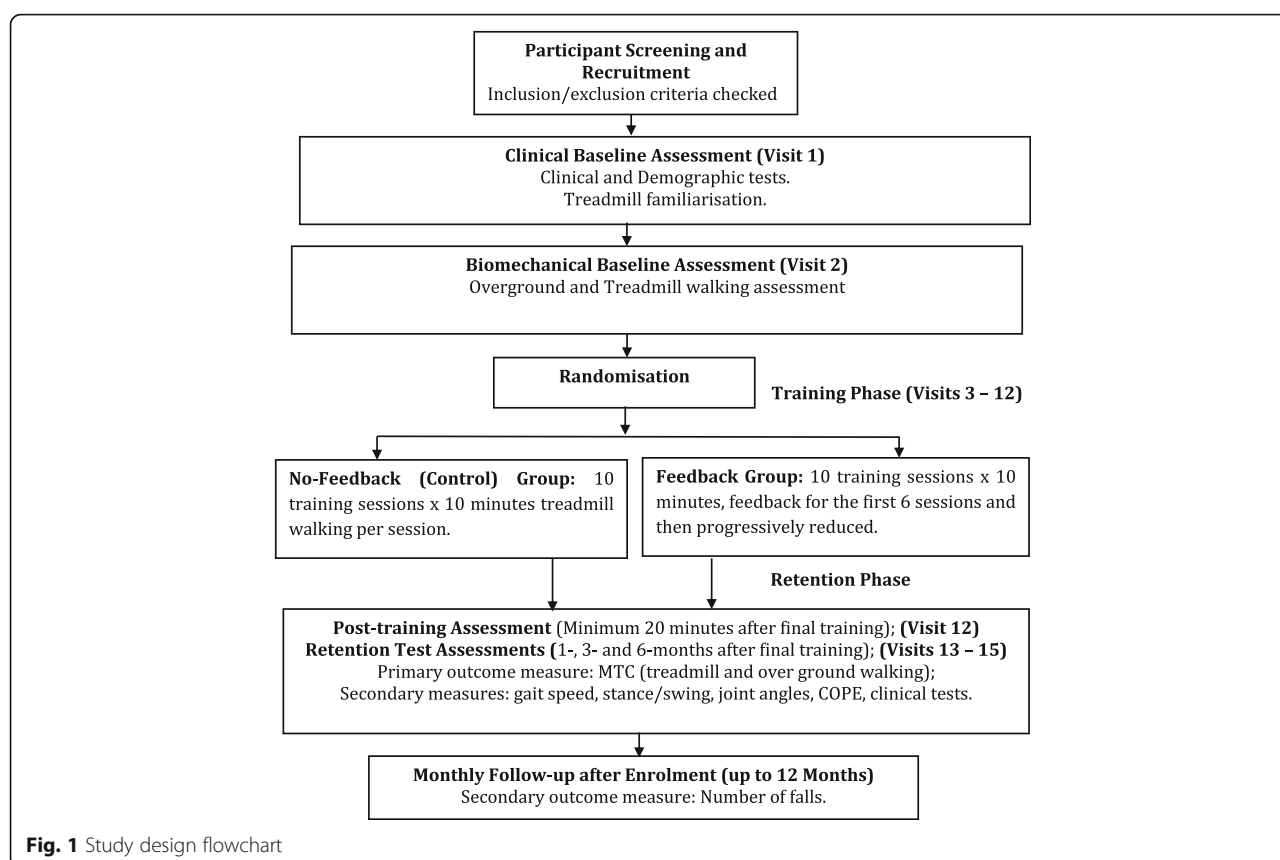 Participant Screening and
Recruitment
Inclusion/exclusion criteria checked
Clinical Baseline Assessment (Visit 1)
Clinical and Demographic tests.
Treadmill familiarisation.
Biomechanical Baseline Assessment (Visit 2)
Overground and Treadmill walking assessment
Randomisation
Training Phase (Visits 3 – 12)
No-Feedback (Control) Group: 10
training sessions x 10 minutes treadmill
walking per session.
Feedback Group: 10 training sessions x 10
minutes, feedback for the first 6 sessions and
then progressively reduced.
Retention Phase
Post-training Assessment (Minimum 20 minutes after final training); (Visit 12)
Retention Test Assessments (1-, 3- and 6-months after final training); (Visits 13 – 15)
Primary outcome measure: MTC (treadmill and over ground walking);
Secondary measures: gait speed, stance/swing, joint angles, COPE, clinical tests.
Monthly Follow-up after Enrolment (up to 12 Months)
Secondary outcome measure: Number of falls.
Fig. 1 Study design flowchart